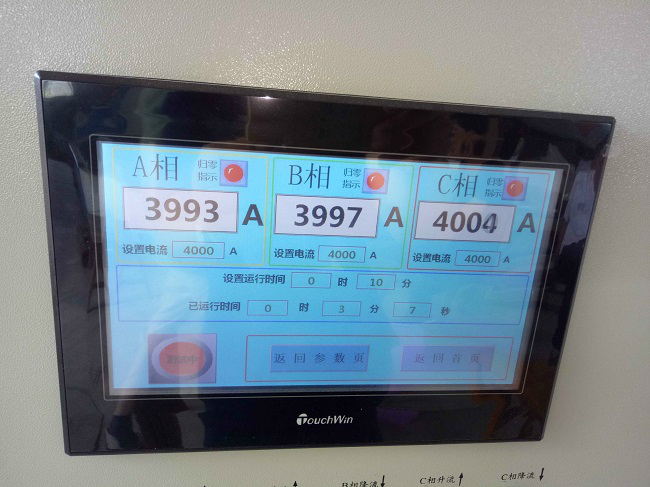 A相 归零 指示 B相 归零 指示 C相 归零 指示
3993 A 3997 A 4004 A
设置电流 4000 A 设置电流 4000 A 设置电流 4000 A
设置运行时间 0 时 10 分
已运行时间 0 时 3 分 7 秒
返回参数页 返回首页
TouchWin
B相降流 C相升流 C相降流